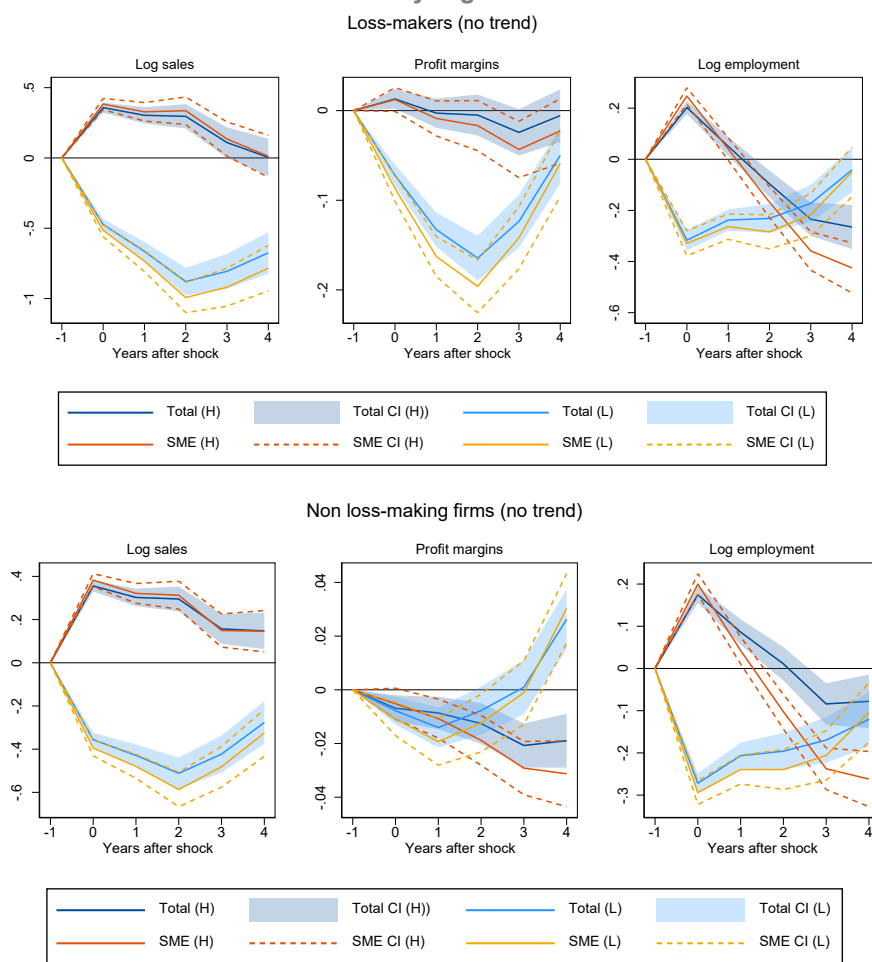 Loss-makers (no trend)
Log sales
Profit margins
Log employment
.5
0
-.5
-1
0
-.1
-.2
.2
0
-.2
-.4
-.6
-1 0 1 2 3 4
-1 0 1 2 3 4
-1 0 1 2 3 4
Years after shock
Years after shock
Years after shock
Total (H) Total CI (H)) Total (L) Total CI (L)
SME (H) SME CI (H) SME (L) SME CI (L)
Non loss-making firms (no trend)
Log sales
Profit margins
Log employment
.4
.2
0
-.2
-.4
-.6
.04
.02
0
-.02
-.04
.2
.1
0
-.1
-.2
-.3
-1 0 1 2 3 4
-1 0 1 2 3 4
-1 0 1 2 3 4
Years after shock
Years after shock
Years after shock
Total (H) Total CI (H)) Total (L) Total CI (L)
SME (H) SME CI (H) SME (L) SME CI (L)